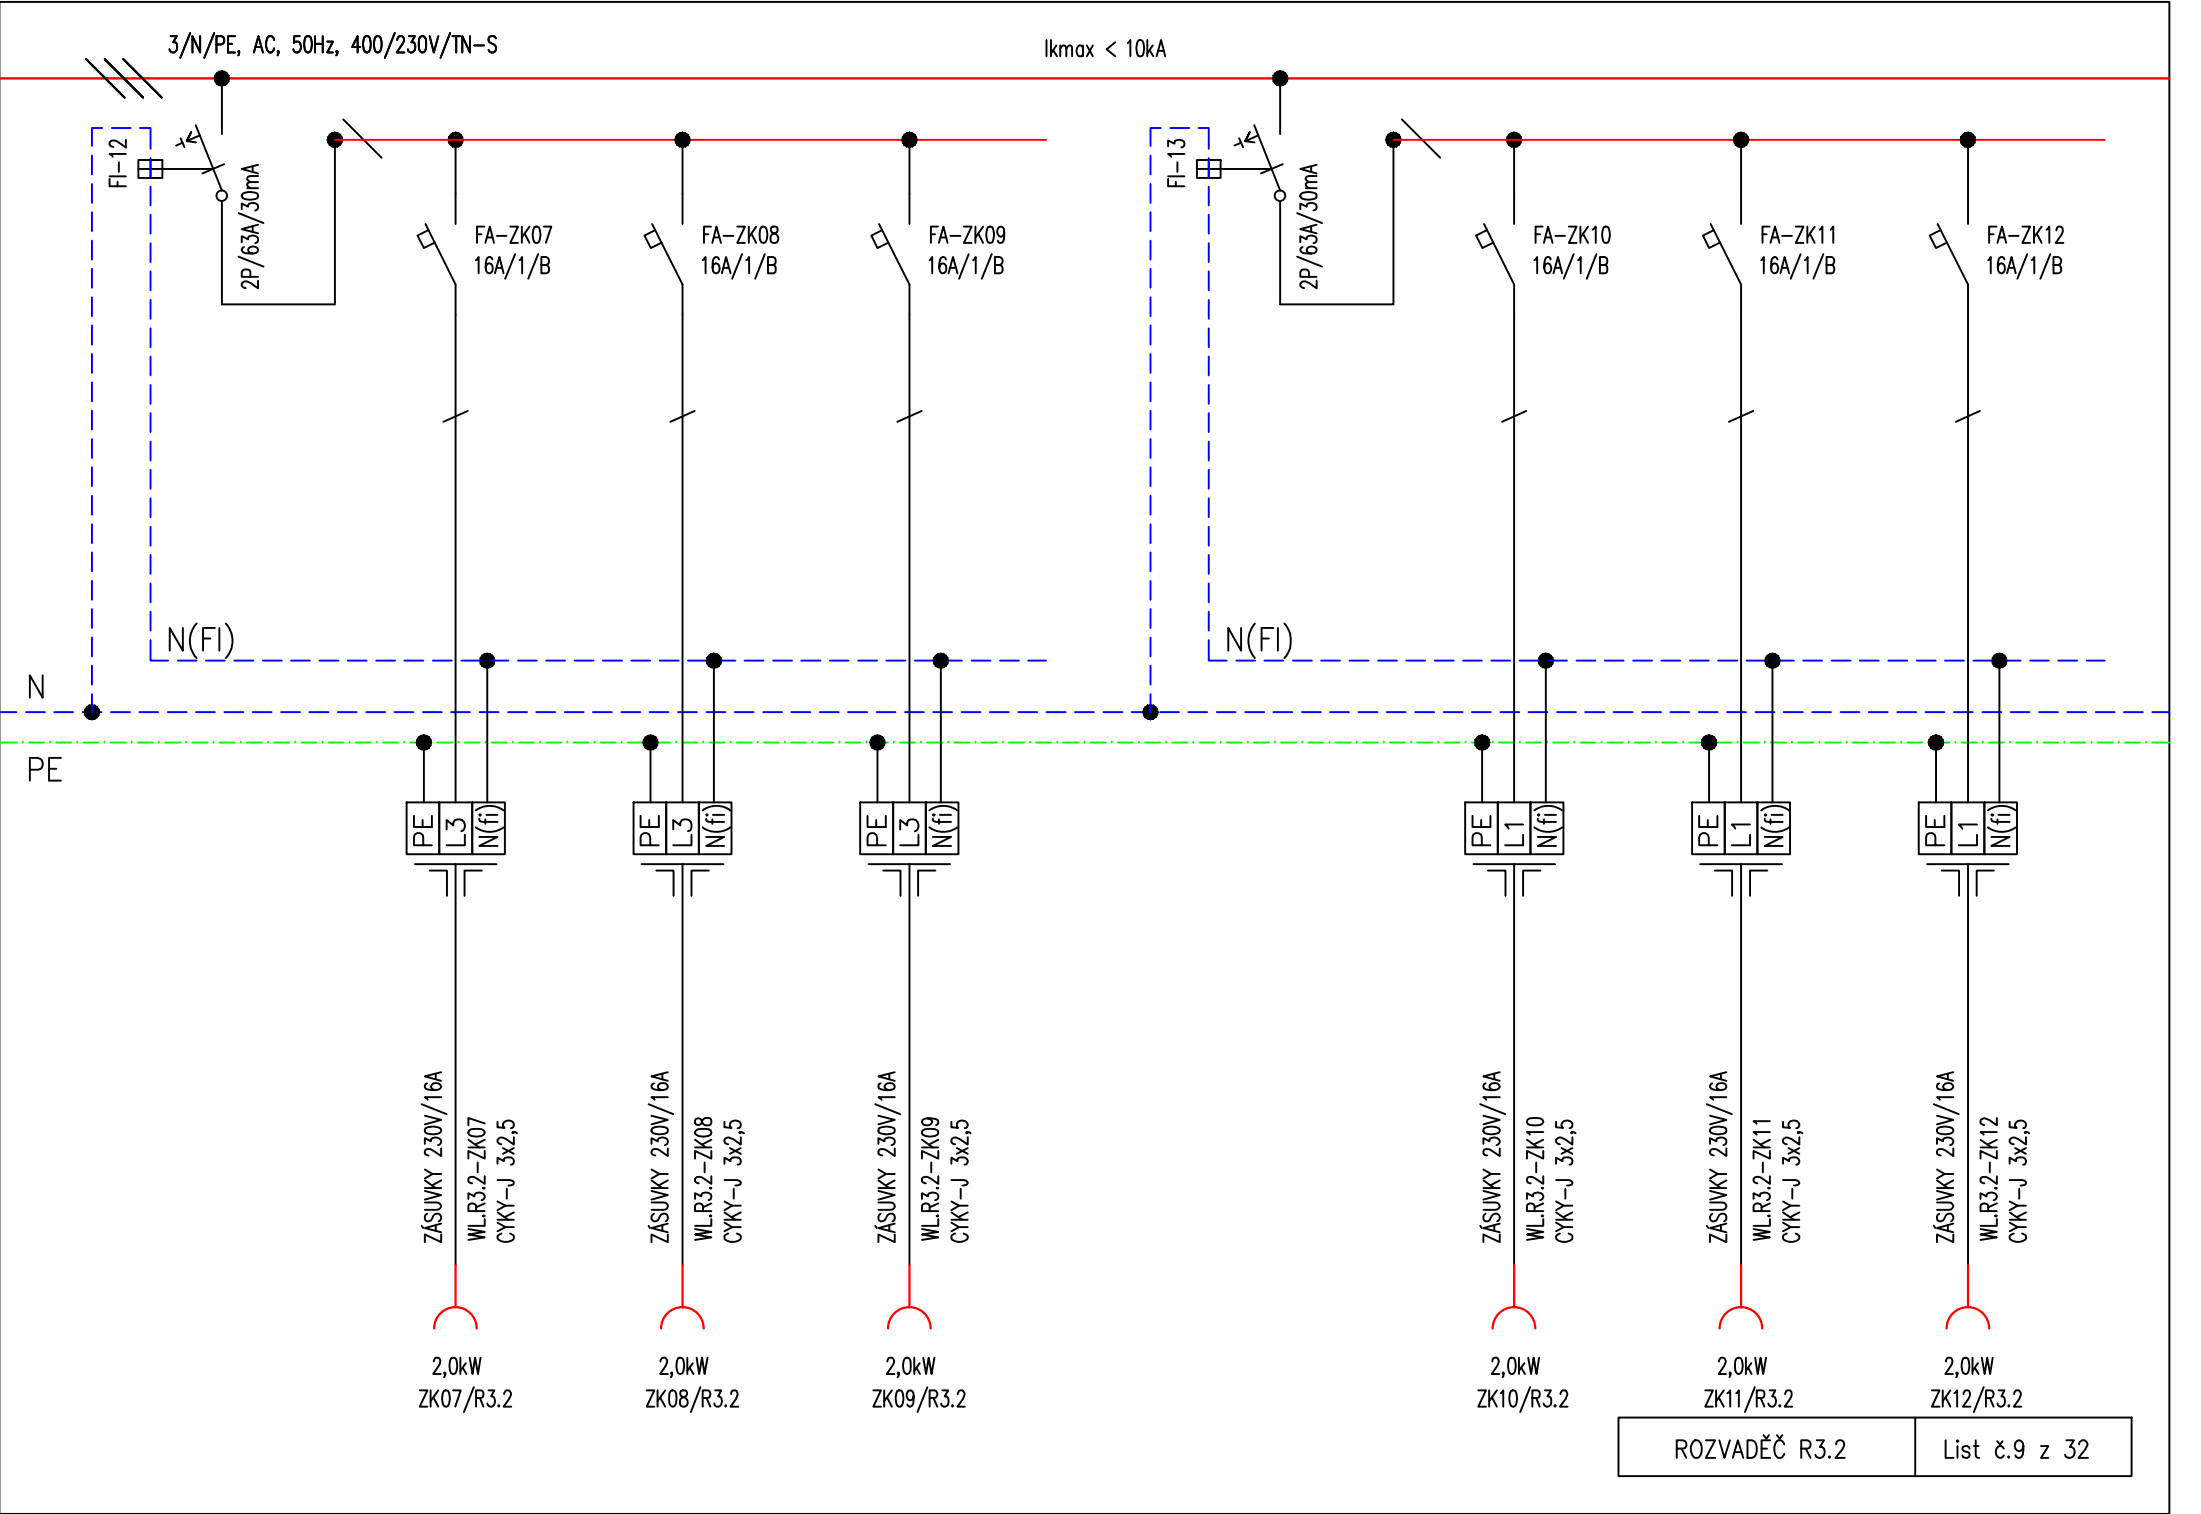 3/N/PE, AC, 50Hz, 400/230V/TN-S
Ikmax < 10kA
FI-12
2P/63A/30mA
FA-ZK07
16A/1/B
FA-ZK08
16A/1/B
FA-ZK09
16A/1/B
FI-13
2P/63A/30mA
FA-ZK10
16A/1/B
FA-ZK11
16A/1/B
FA-ZK12
16A/1/B
N(FI)
N(FI)
N
PE
PE
L3
N(fi)
PE
L3
N(fi)
PE
L3
N(fi)
PE
L1
N(fi)
PE
L1
N(fi)
PE
L1
N(fi)
ZÁSUVKY 230V/16A
WL.R3.2-ZK07
CYKY-J 3x2,5
ZÁSUVKY 230V/16A
WL.R3.2-ZK08
CYKY-J 3x2,5
ZÁSUVKY 230V/16A
WL.R3.2-ZK09
CYKY-J 3x2,5
ZÁSUVKY 230V/16A
WL.R3.2-ZK10
CYKY-J 3x2,5
ZÁSUVKY 230V/16A
WL.R3.2-ZK11
CYKY-J 3x2,5
ZÁSUVKY 230V/16A
WL.R3.2-ZK12
CYKY-J 3x2,5
2,0kW
ZK07/R3.2
2,0kW
ZK08/R3.2
2,0kW
ZK09/R3.2
2,0kW
ZK10/R3.2
2,0kW
ZK11/R3.2
2,0kW
ZK12/R3.2
ROZVADĚČ R3.2
List č.9 z 32